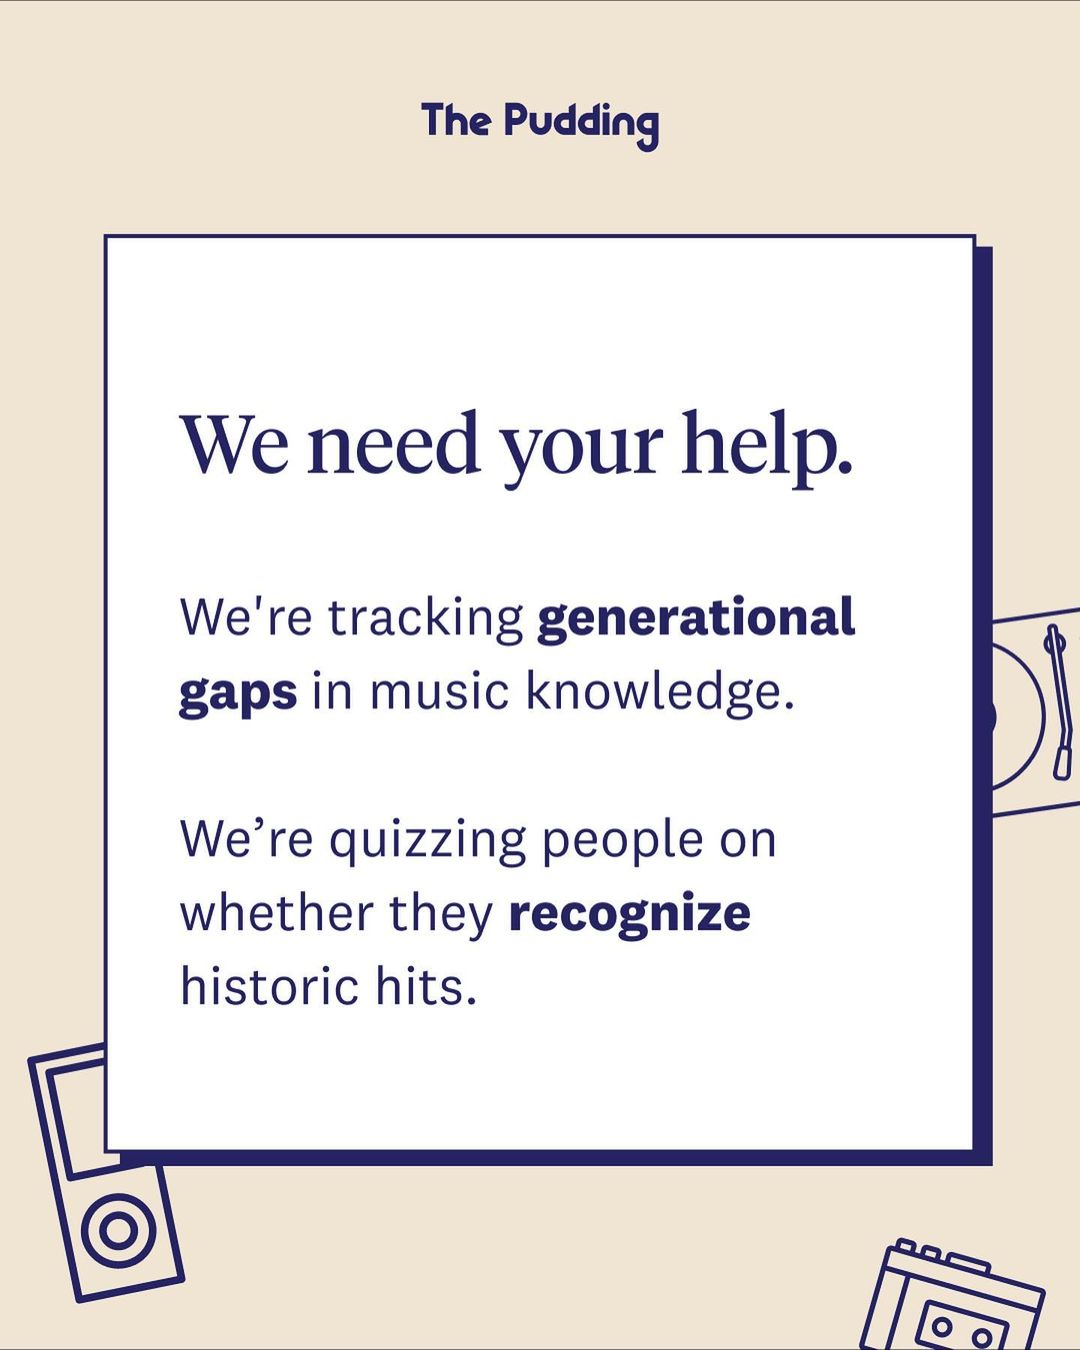 The Pudding
We need your help.
We're tracking generational
gaps in music knowledge.
We’re quizzing people on
whether they recognize
historic hits.